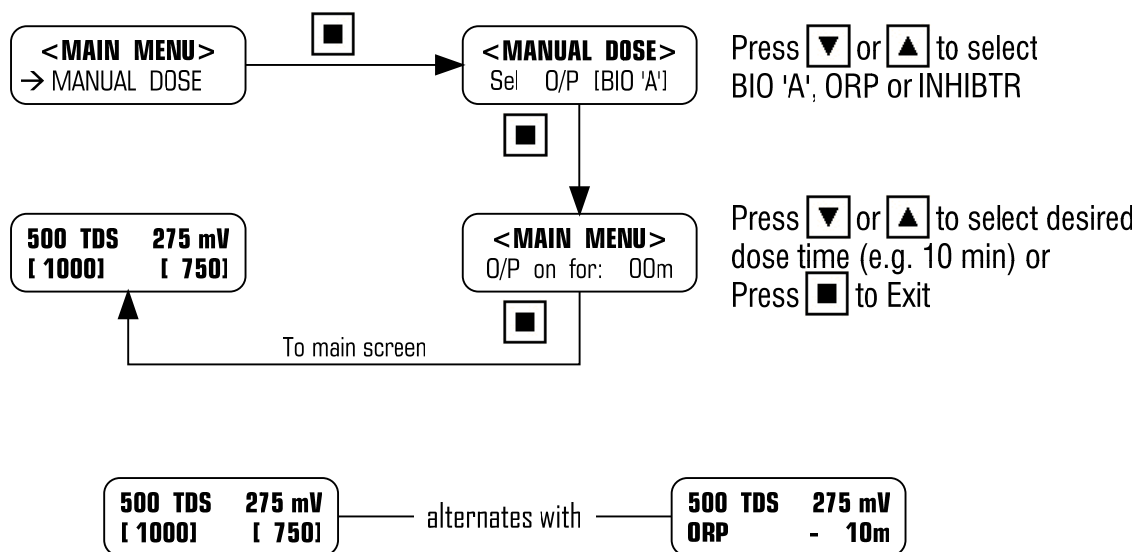 <MAIN MENU>
→ MANUAL DOSE
<MANUAL DOSE>
Sel O/P [BIO 'A']
Press ▼ or ▲ to select
BIO 'A', ORP or INHIBTR
500 TDS 275 mV
[ 1000] [ 750]
<MAIN MENU>
O/P on for: 00m
Press ▼ or ▲ to select desired
dose time (e.g. 10 min) or
Press ■ to Exit
To main screen
500 TDS 275 mV
[ 1000] [ 750]
alternates with
500 TDS 275 mV
ORP - 10m